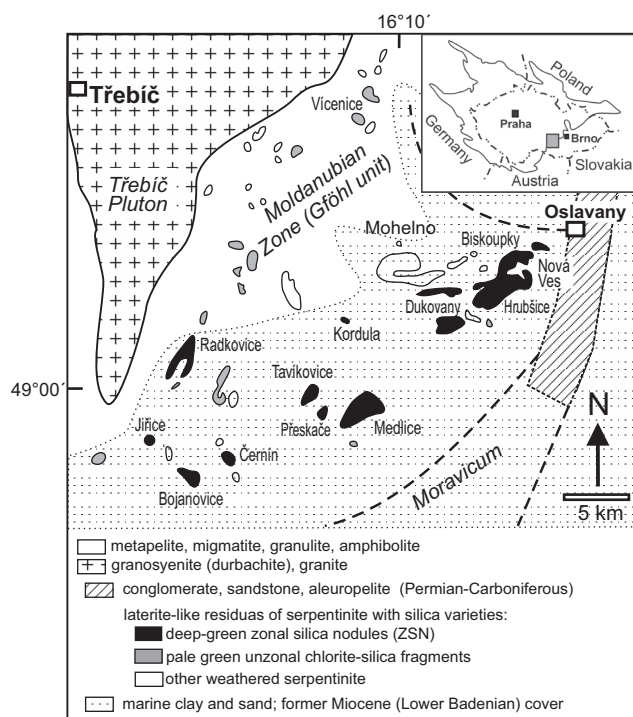 16°10´
Poland
Praha
Germany
Brno
Slovakia
Austria
Třebíč
Vícenice
Třebíč
Pluton
Moldanubian
Zone (Gföhl unit)
Oslavany
Mohelno
Biskoupky
Nová
Ves
Dukovany
Hrubšice
Kordula
Radkovice
49°00´
Tavíkovice
Přeskače
Medlice
Jiřice
Černín
Bojanovice
Moravicum
N
5 km
metapelite, migmatite, granulite, amphibolite
granosyenite (durbachite), granite
conglomerate, sandstone, aleuropelite (Permian-Carboniferous)
laterite-like residuas of serpentinite with silica varieties:
deep-green zonal silica nodules (ZSN)
pale green unzonal chlorite-silica fragments
other weathered serpentinite
marine clay and sand; former Miocene (Lower Badenian) cover